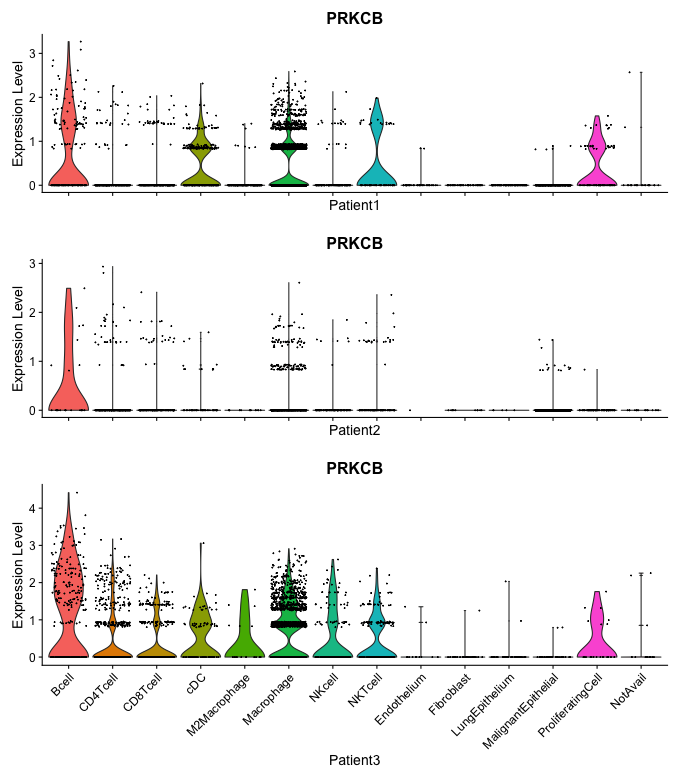 PRKCB
Expression Level
3
2
1
0
Patient1
PRKCB
Expression Level
3
2
1
0
Patient2
PRKCB
Expression Level
4
3
2
1
0
Bcell
CD4Tcell
CD8Tcell
cDC
M2Macrophage
Macrophage
NKcell
NKTcell
Endothelium
Fibroblast
LungEpithelium
MalignantEpithelial
ProliferatingCell
NotAvail
Patient3